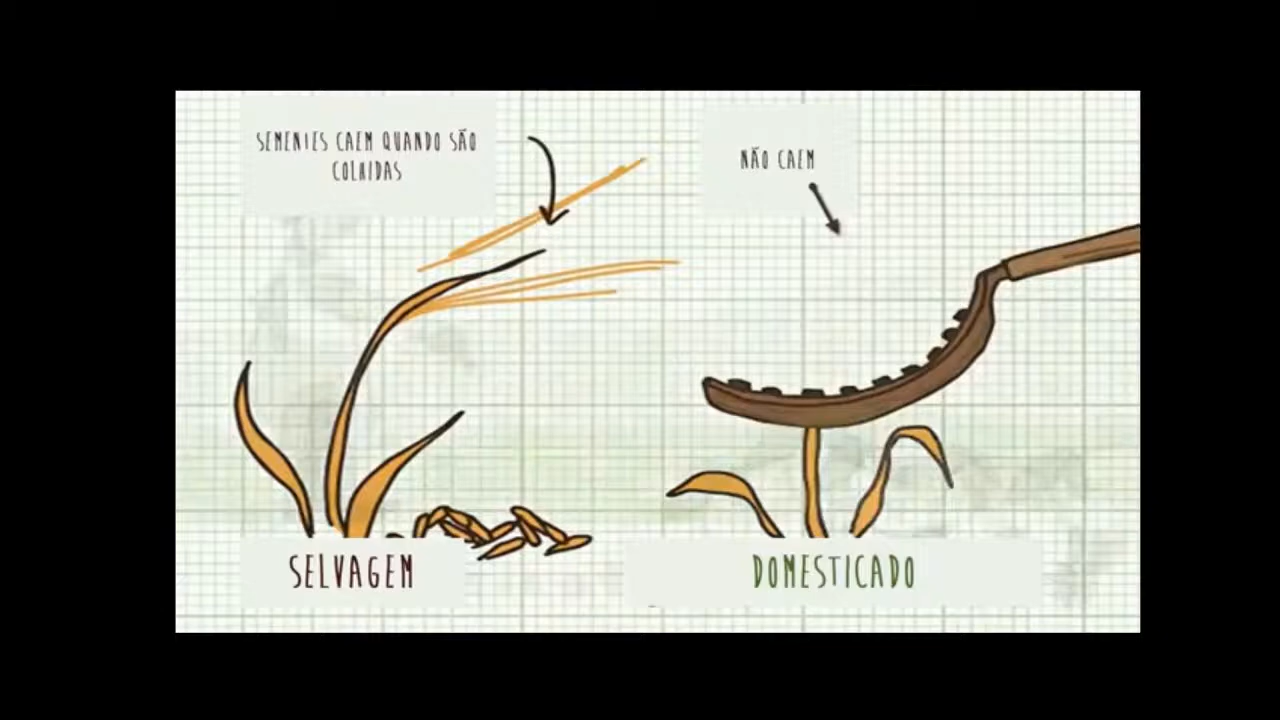 SEMENTES CAEM QUANDO SÃO
COLHIDAS
NÃO CAEM
SELVAGEM
DOMESTICADO